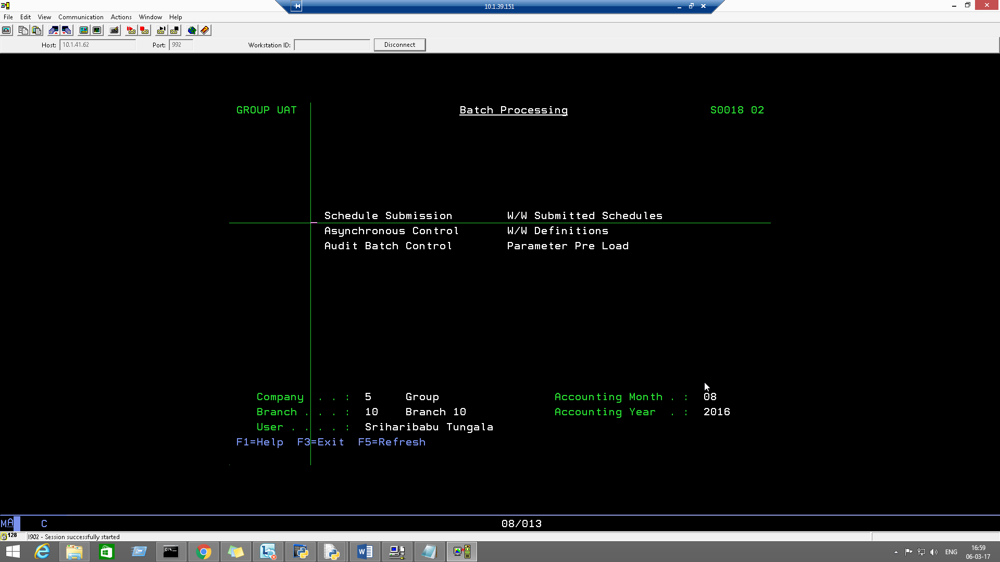 10.1.39.151
File Edit View Communication Actions Window Help
Host: 10.1.41.62 Port: 992 Workstation ID: Disconnect
GROUP UAT Batch Processing S0018 02
Schedule Submission W/W Submitted Schedules
Asynchronous Control W/W Definitions
Audit Batch Control Parameter Pre Load
Company . . : 5 Group Accounting Month . : 08
Branch . . . : 10 Branch 10 Accounting Year . : 2016
User . . . . : Sriharibabu Tungala
F1=Help F3=Exit F5=Refresh
MA C 08/013
128 I902 - Session successfully started
C:\
W
ENG 16:59
06-03-17